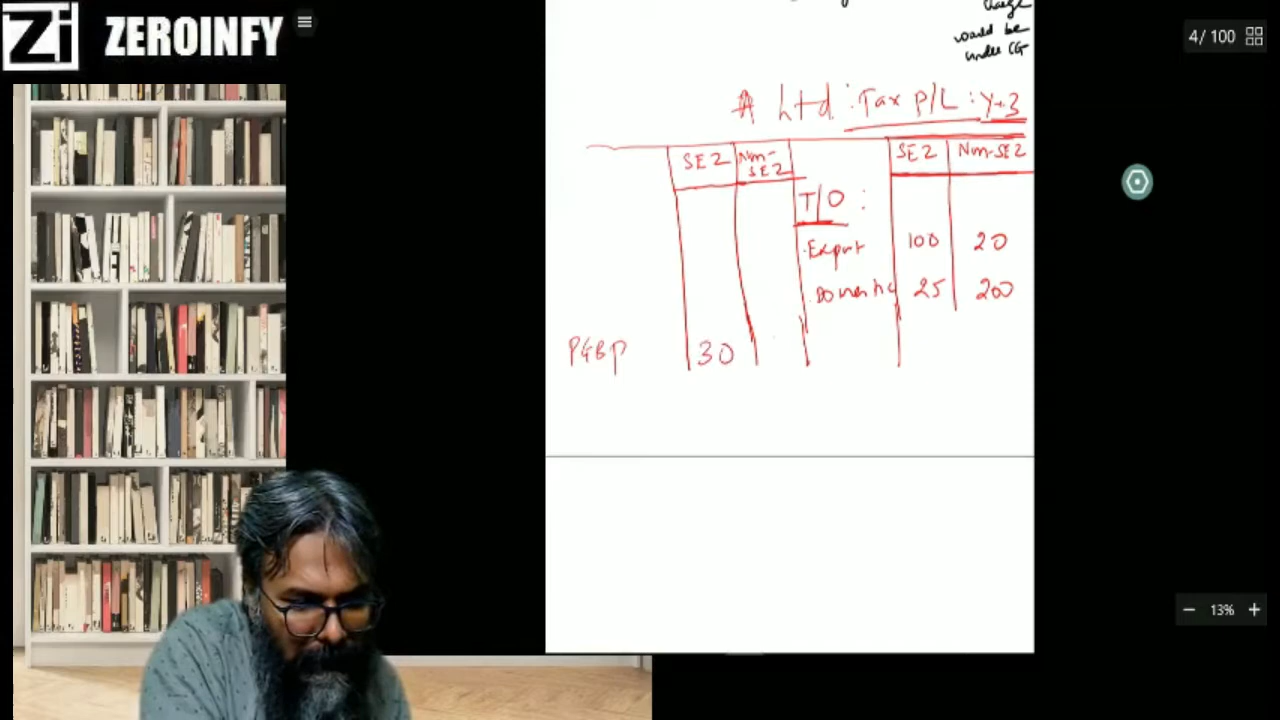 Zi ZEROINFY
4 / 100
would be
under CG
A Ltd : Tax P/L : Y-3
SEZ Non-SEZ SEZ Non-SEZ
T/O :
Export 100 20
Domestic 25 200
PGBP 30
13%